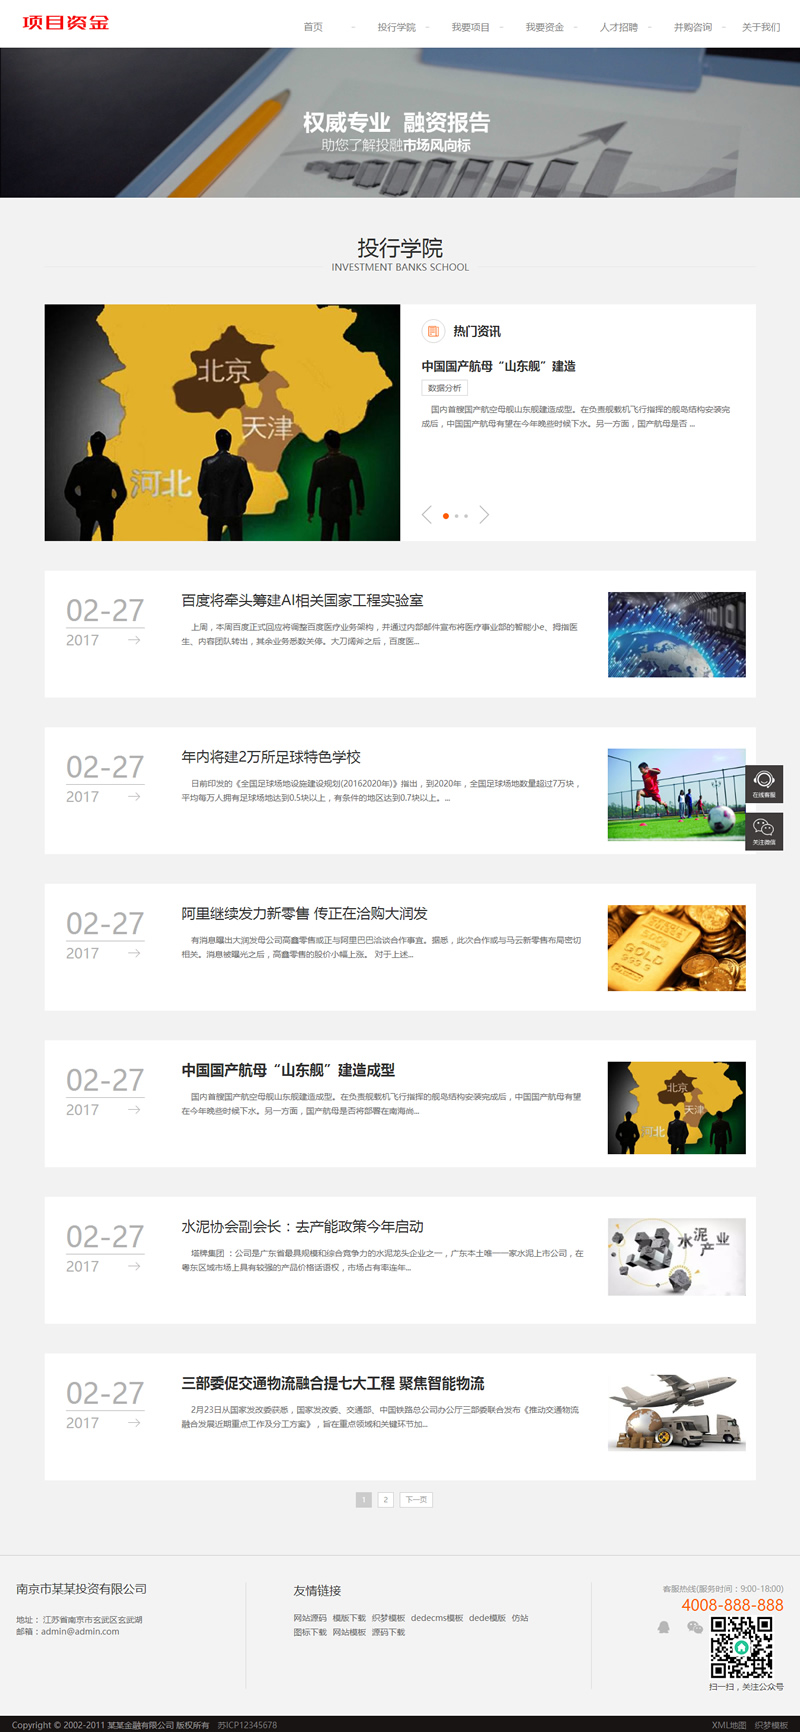 项目资金
首页 - 投行学院 - 我要项目 - 我要资金 - 人才招聘 - 并购咨询 - 关于我们
权威专业 融资报告
助您了解投融市场风向标
投行学院
INVESTMENT BANKS SCHOOL
北京
天津
河北
热门资讯
中国国产航母“山东舰”建造
数据分析
国内首艘国产航空母舰山东舰建造成型。在负责舰载机飞行指挥的舰岛结构安装完
成后，中国国产航母有望在今年晚些时候下水。另一方面，国产航母是否 ...
02-27
2017
百度将牵头筹建AI相关国家工程实验室
上周，本周百度正式回应将调整百度医疗业务架构，并通过内部邮件宣布将医疗事业部的智能小e、拇指医
生、内容团队转出，其余业务悉数关停。大刀阔斧之后，百度医...
02-27
2017
年内将建2万所足球特色学校
日前印发的《全国足球场地设施建设规划(20162020年)》指出，到2020年，全国足球场地数量超过7万块，
平均每万人拥有足球场地达到0.5块以上，有条件的地区达到0.7块以上。...
在线客服
关注微信
02-27
2017
阿里继续发力新零售 传正在洽购大润发
有消息曝出大润发母公司高鑫零售或正与阿里巴巴洽谈合作事宜。据悉，此次合作或与马云新零售布局密切
相关。消息被曝光之后，高鑫零售的股价小幅上涨。 对于上述...
GOLD
999.9
02-27
2017
中国国产航母“山东舰”建造成型
国内首艘国产航空母舰山东舰建造成型。在负责舰载机飞行指挥的舰岛结构安装完成后，中国国产航母有望
在今年晚些时候下水。另一方面，国产航母是否将部署在南海尚...
北京
天津
河北
02-27
2017
水泥协会副会长：去产能政策今年启动
塔牌集团 ：公司是广东省最具规模和综合竞争力的水泥龙头企业之一，广东本土唯一一家水泥上市公司，在
粤东区域市场上具有较强的产品价格话语权，市场占有率连年...
水泥产业
02-27
2017
三部委促交通物流融合提七大工程 聚焦智能物流
2月23日从国家发改委获悉，国家发改委、交通部、中国铁路总公司办公厅三部委联合发布《推动交通物流
融合发展近期重点工作及分工方案》，旨在重点领域和关键环节加...
1 2 下一页
南京市某某投资有限公司
地址： 江苏省南京市玄武区玄武湖
邮箱：admin@admin.com
友情链接
网站源码 模版下载 织梦模板 dedecms模板 dede模版 仿站
图标下载 网站模板 源码下载
客服热线(服务时间：9:00-18:00)
4008-888-888
扫一扫，关注公众号
Copyright © 2002-2011 某某金融有限公司 版权所有 苏ICP12345678
XML地图 织梦模板